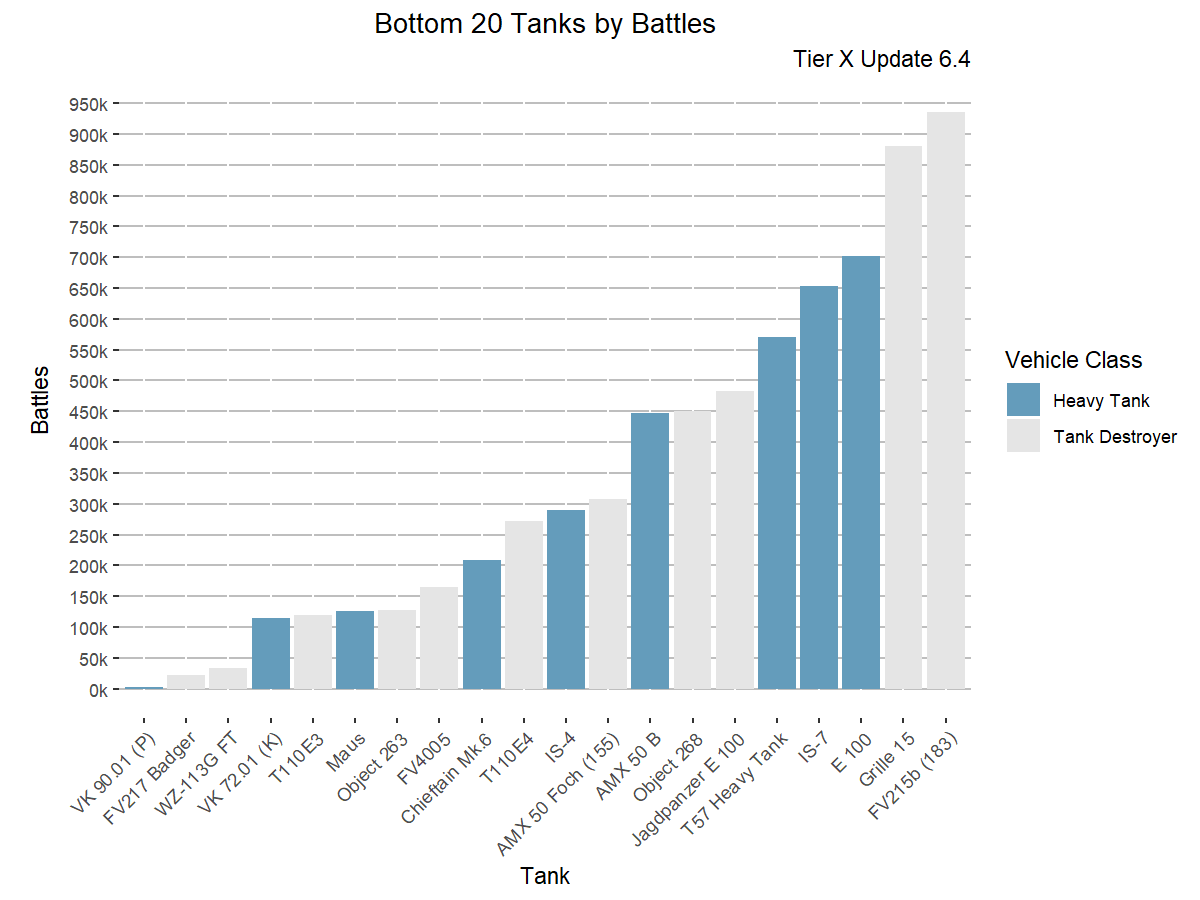 Bottom 20 Tanks by Battles
Tier X Update 6.4
Battles
950k
900k
850k
800k
750k
700k
650k
600k
550k
500k
450k
400k
350k
300k
250k
200k
150k
100k
50k
0k
VK 90.01 (P)
FV217 Badger
WZ-113G FT
VK 72.01 (K)
T110E3
Maus
Object 263
FV4005
Chieftain Mk.6
T110E4
IS-4
AMX 50 Foch (155)
AMX 50 B
Object 268
Jagdpanzer E 100
T57 Heavy Tank
IS-7
E 100
Grille 15
FV215b (183)
Tank
Vehicle Class
Heavy Tank
Tank Destroyer